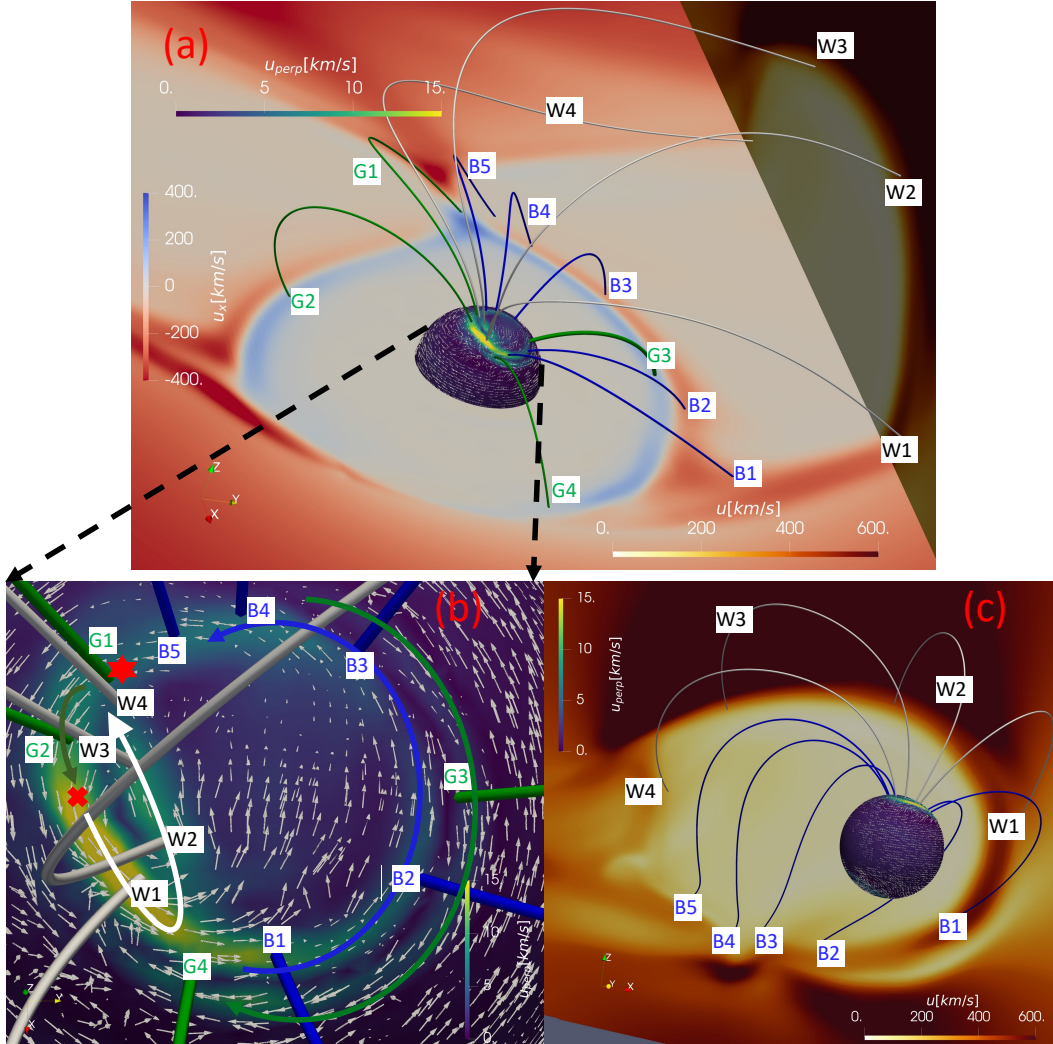 (a)
u_perp[km/s]
0. 5 10 15.
W3
W4
G1
B5
W2
B4
400.
200
0
-200
-400.
u_x[km/s]
G2
B3
G3
B2
W1
B1
G4
Z
Y
X
u[km/s]
0. 200 400 600.
(b)
B4
G1
B5
B3
W4
G2
W3
G3
W2
B2
W1
B1
G4
15.
10
5
0.
u_perp[km/s]
Z
Y
X
(c)
15.
10
5
0.
u_perp[km/s]
W3
W2
W4
W1
B5
B4
B3
B2
B1
Z
Y
X
u[km/s]
0. 200 400 600.